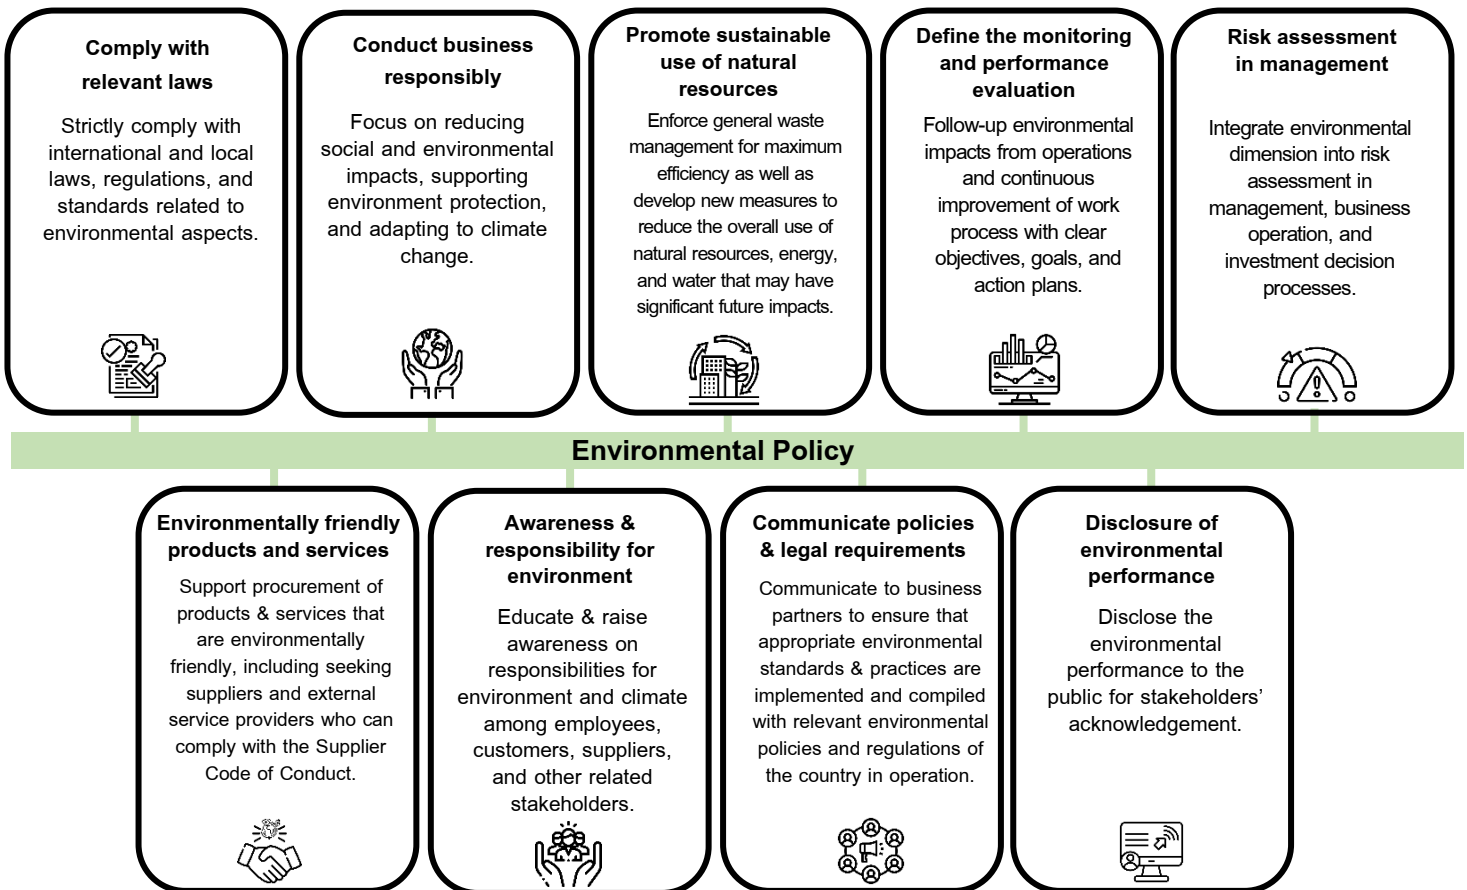 Comply with
relevant laws
Strictly comply with
international and local
laws, regulations, and
standards related to
environmental aspects.
Conduct business
responsibly
Focus on reducing
social and environmental
impacts, supporting
environment protection,
and adapting to climate
change.
Promote sustainable
use of natural
resources
Enforce general waste
management for maximum
efficiency as well as
develop new measures to
reduce the overall use of
natural resources, energy,
and water that may have
significant future impacts.
Define the monitoring
and performance
evaluation
Follow-up environmental
impacts from operations
and continuous
improvement of work
process with clear
objectives, goals, and
action plans.
Risk assessment
in management
Integrate environmental
dimension into risk
assessment in
management, business
operation, and
investment decision
processes.
Environmental Policy
Environmentally friendly
products and services
Support procurement of
products & services that
are environmentally
friendly, including seeking
suppliers and external
service providers who can
comply with the Supplier
Code of Conduct.
Awareness &
responsibility for
environment
Educate & raise
awareness on
responsibilities for
environment and climate
among employees,
customers, suppliers,
and other related
stakeholders.
Communicate policies
& legal requirements
Communicate to business
partners to ensure that
appropriate environmental
standards & practices are
implemented and compiled
with relevant environmental
policies and regulations of
the country in operation.
Disclosure of
environmental
performance
Disclose the
environmental
performance to the
public for stakeholders’
acknowledgement.